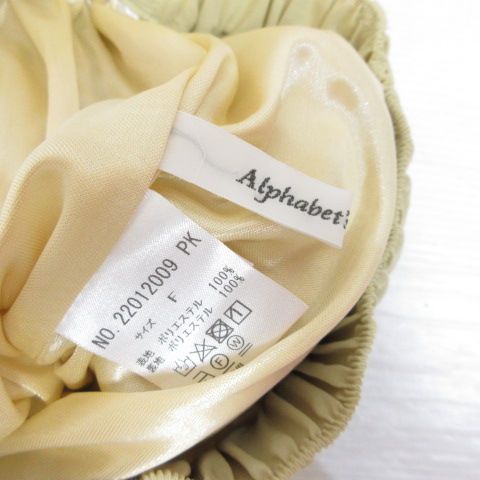 Alphabet's
NO. 22012009 PK
サイズ F
表地 ポリエステル 100%
裏地 ポリエステル 100%